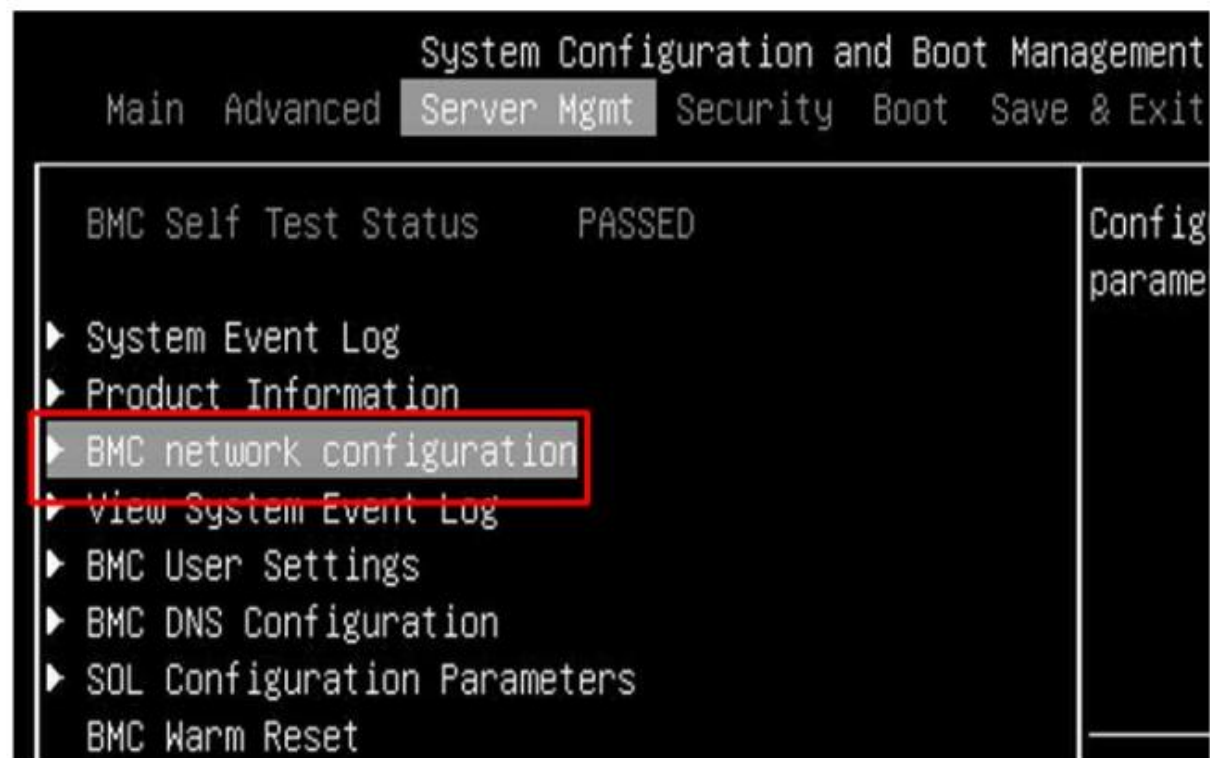 System Configuration and Boot Management
Main Advanced Server Mgmt Security Boot Save & Exit
BMC Self Test Status PASSED
System Event Log
Product Information
BMC network configuration
View System Event Log
BMC User Settings
BMC DNS Configuration
SOL Configuration Parameters
BMC Warm Reset
Config
parame